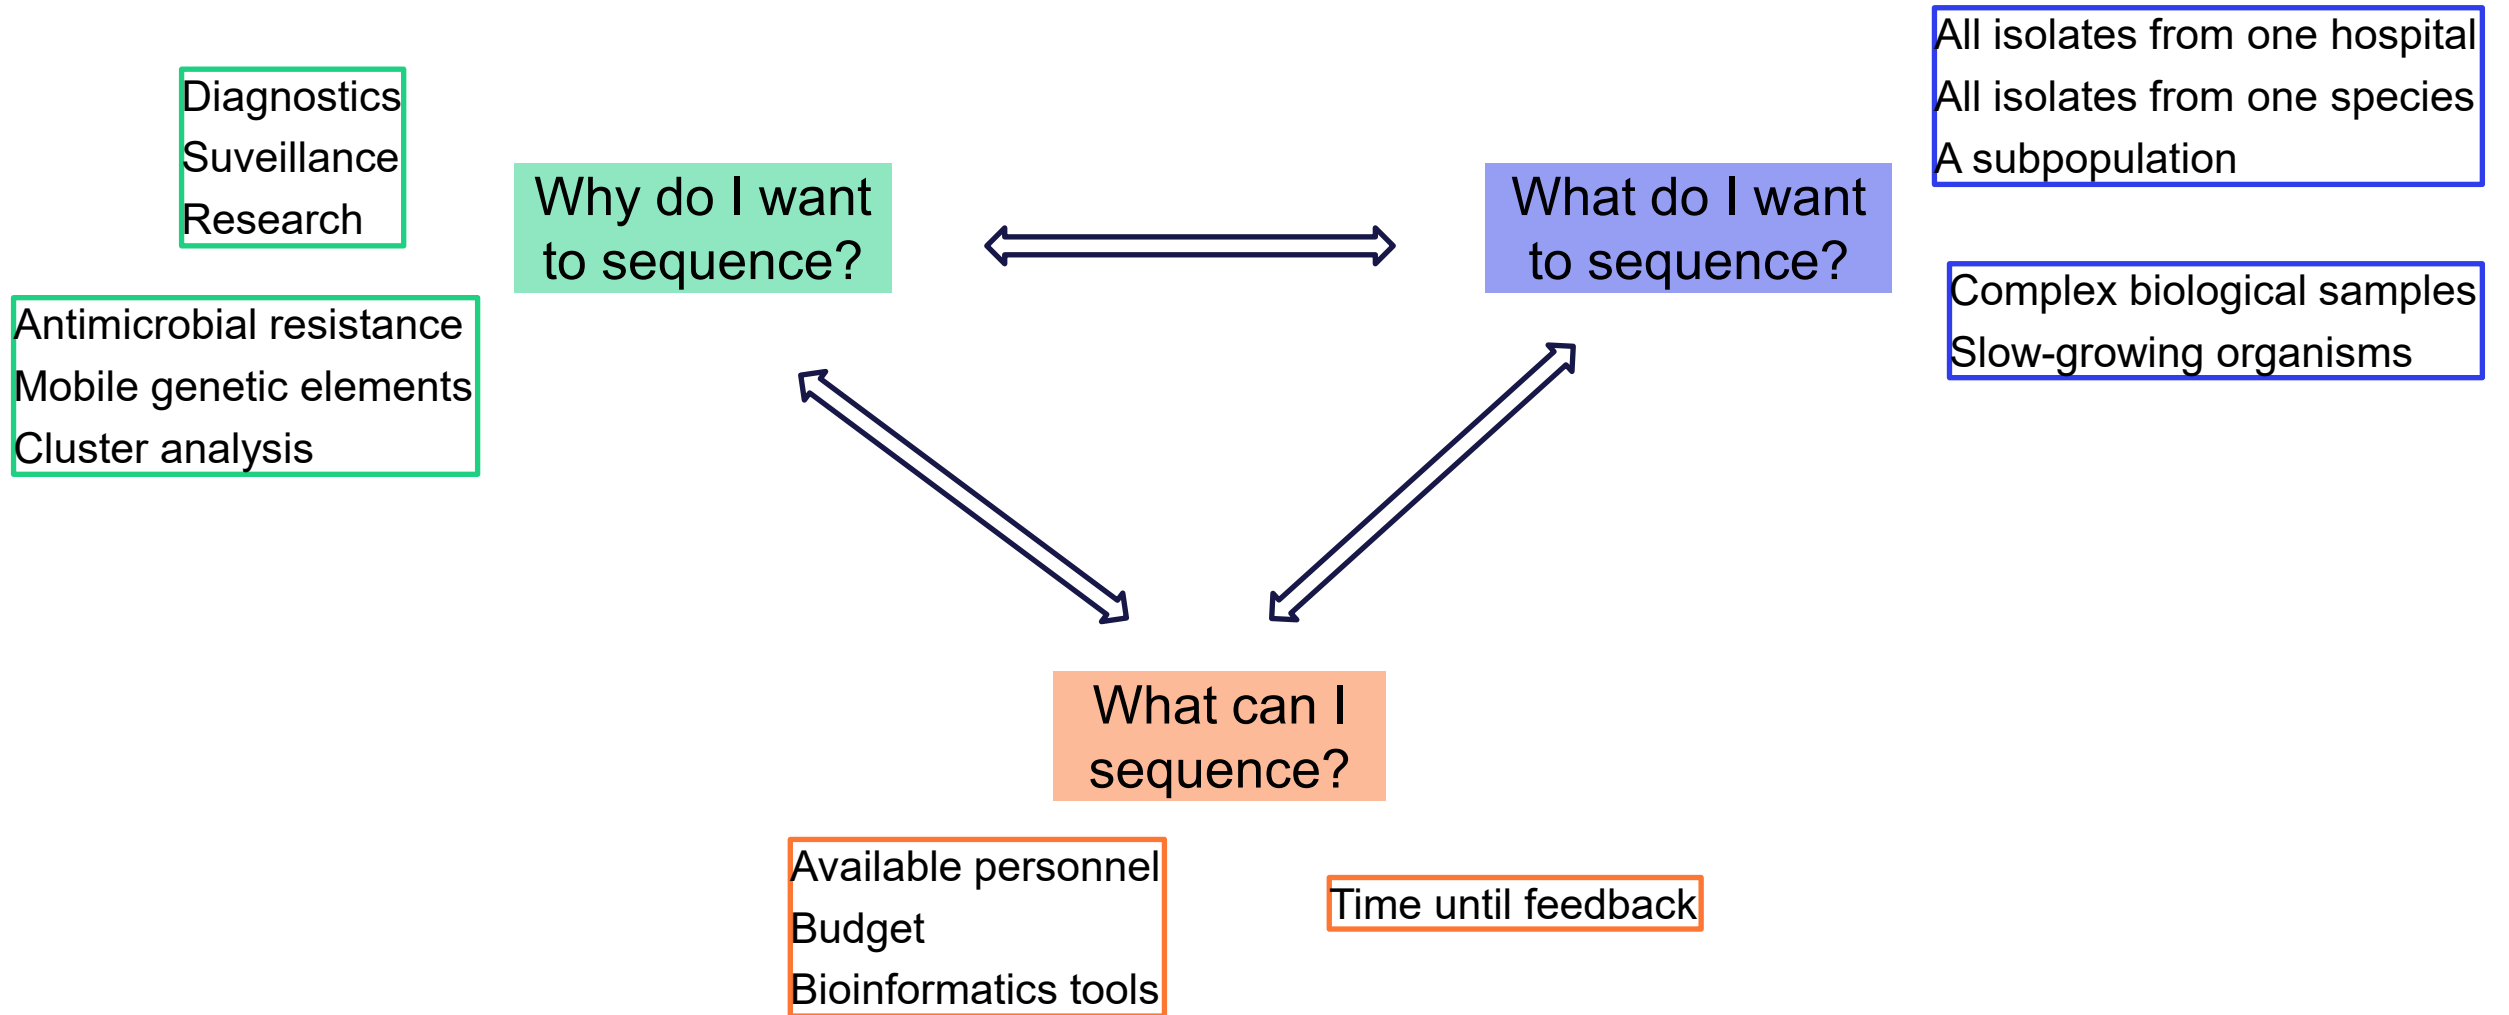 Diagnostics
Suveillance
Research
Antimicrobial resistance
Mobile genetic elements
Cluster analysis
Why do I want
to sequence?
What do I want
to sequence?
All isolates from one hospital
All isolates from one species
A subpopulation
Complex biological samples
Slow-growing organisms
What can I
sequence?
Available personnel
Budget
Bioinformatics tools
Time until feedback